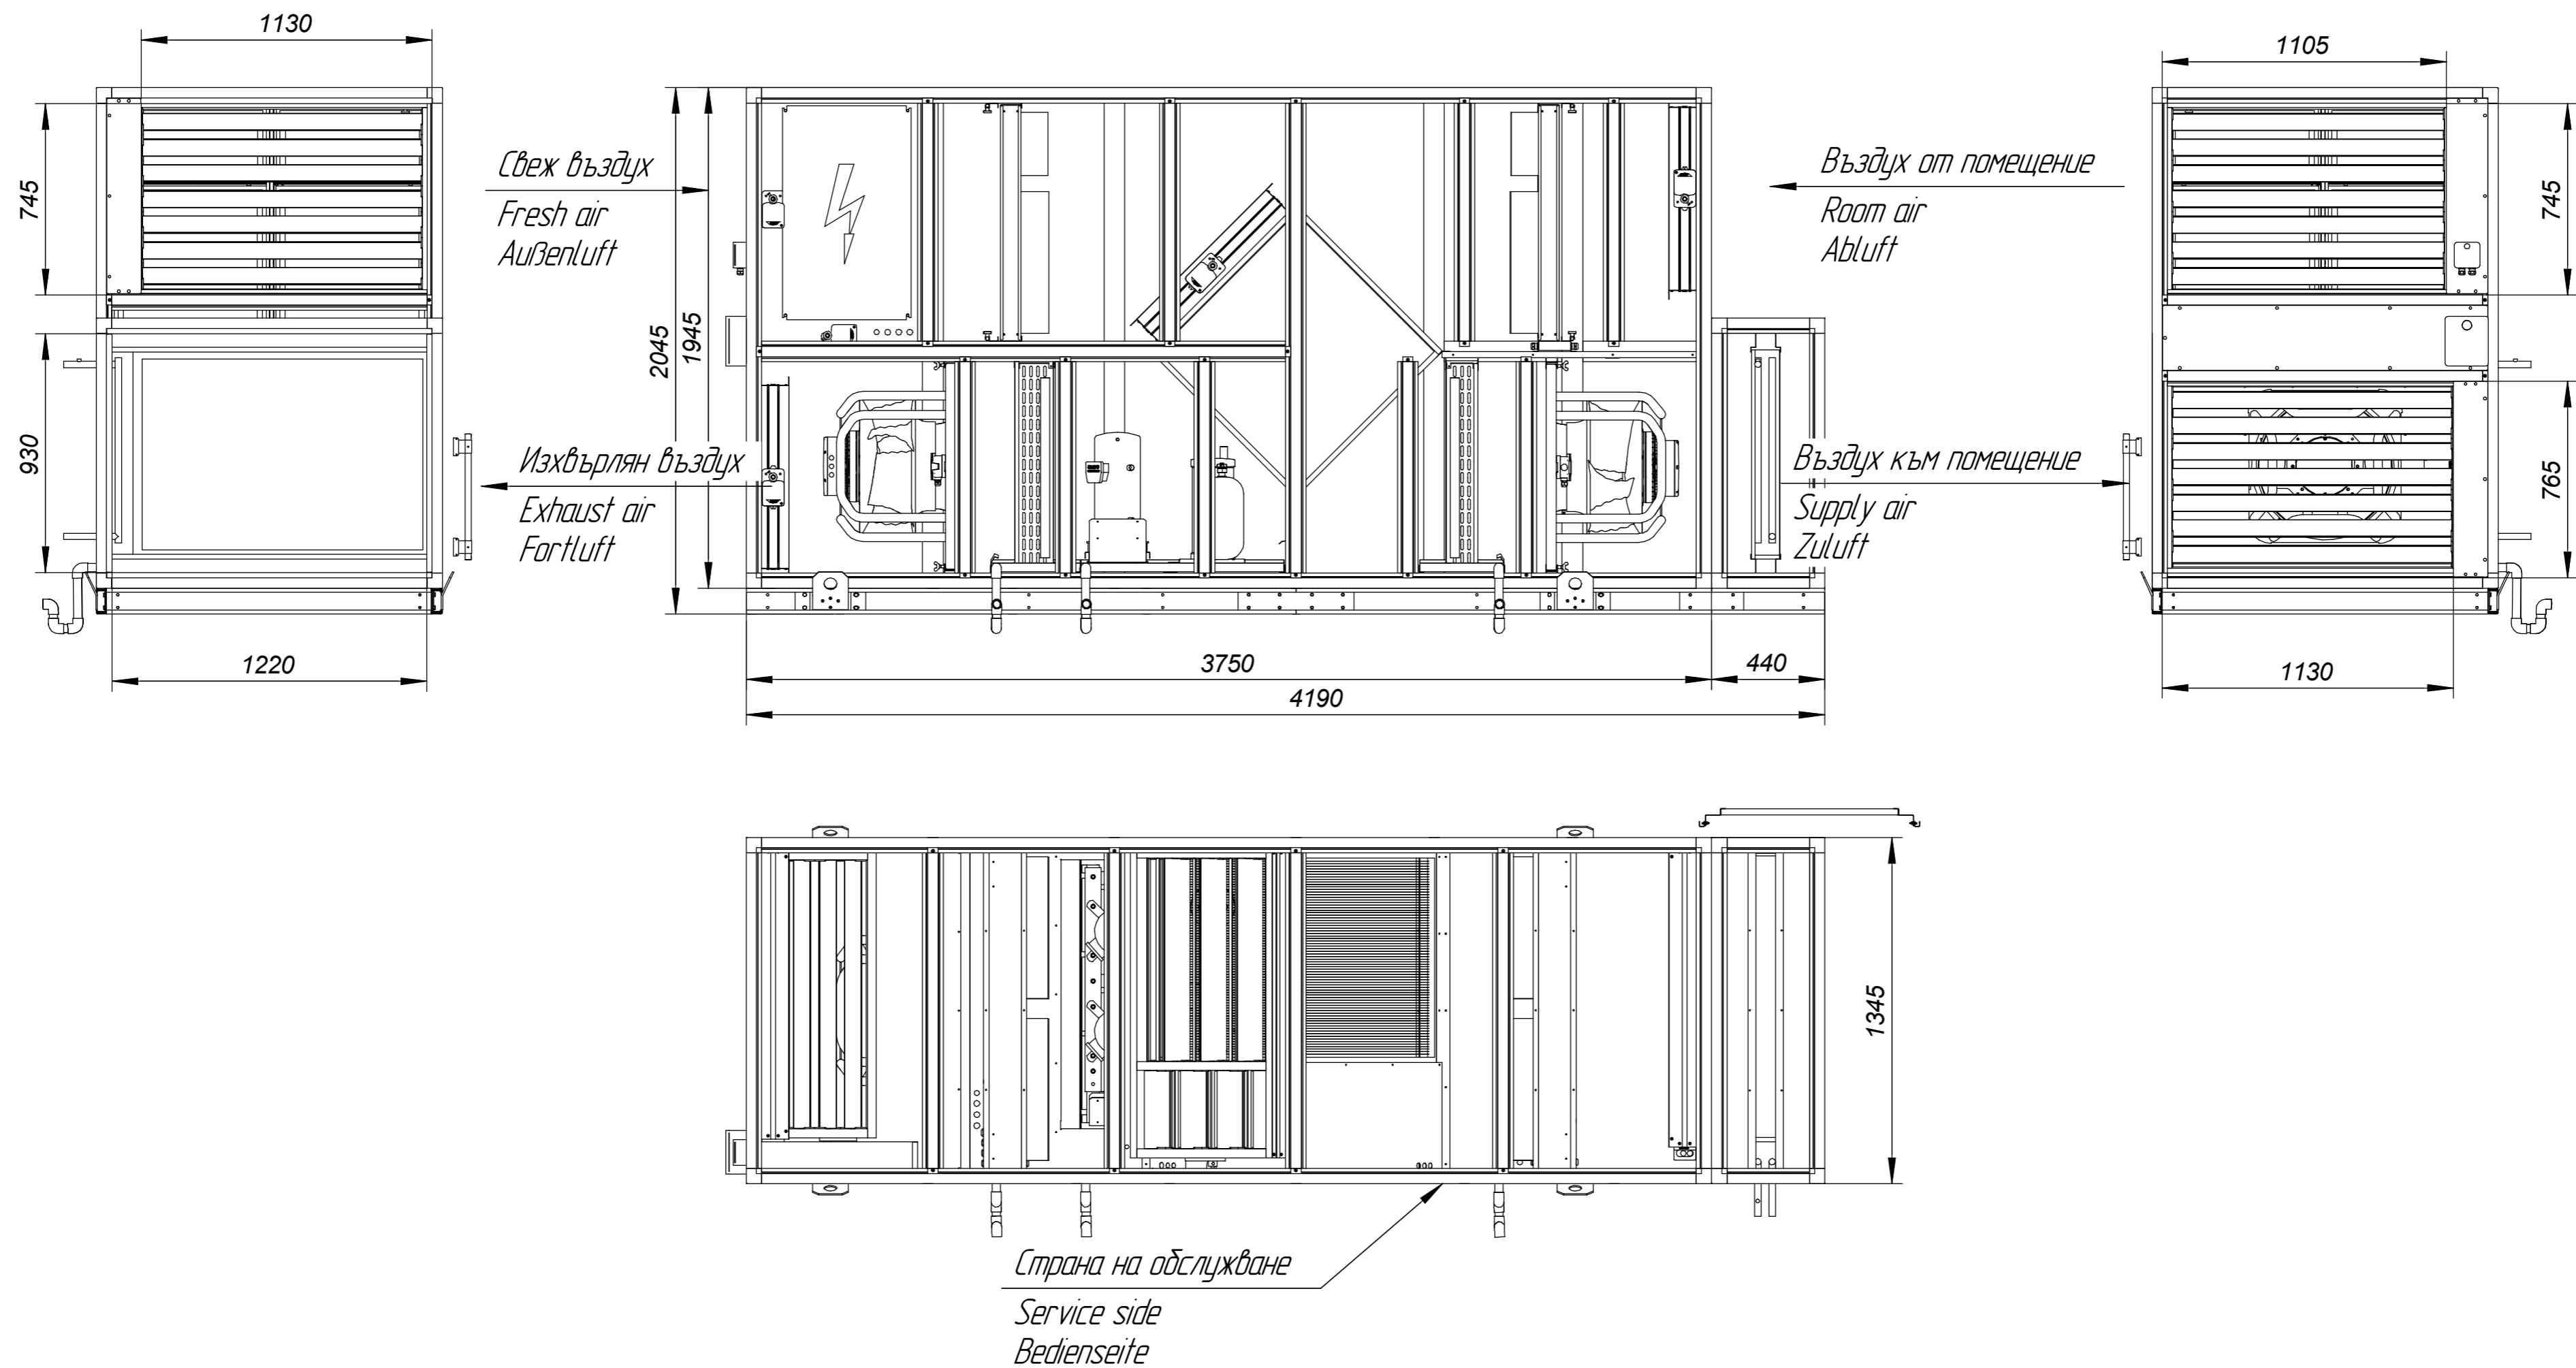 1130
1105
745
930
1220
Свеж въздух
Fresh air
Außenluft
Изхвърлян въздух
Exhaust air
Fortluft
2045
1945
3750
440
4190
Въздух от помещение
Room air
Abluft
Въздух към помещение
Supply air
Zuluft
745
765
1130
1345
Страна на обслужване
Service side
Bedienseite